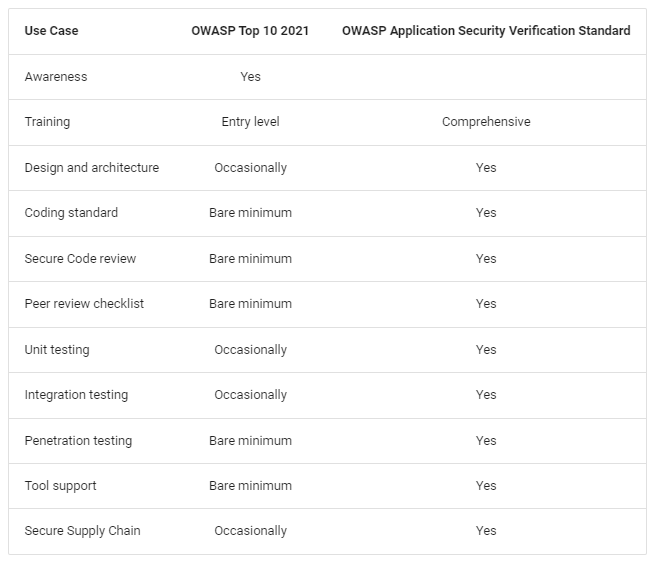 Use Case OWASP Top 10 2021 OWASP Application Security Verification Standard
Awareness Yes
Training Entry level Comprehensive
Design and architecture Occasionally Yes
Coding standard Bare minimum Yes
Secure Code review Bare minimum Yes
Peer review checklist Bare minimum Yes
Unit testing Occasionally Yes
Integration testing Occasionally Yes
Penetration testing Bare minimum Yes
Tool support Bare minimum Yes
Secure Supply Chain Occasionally Yes